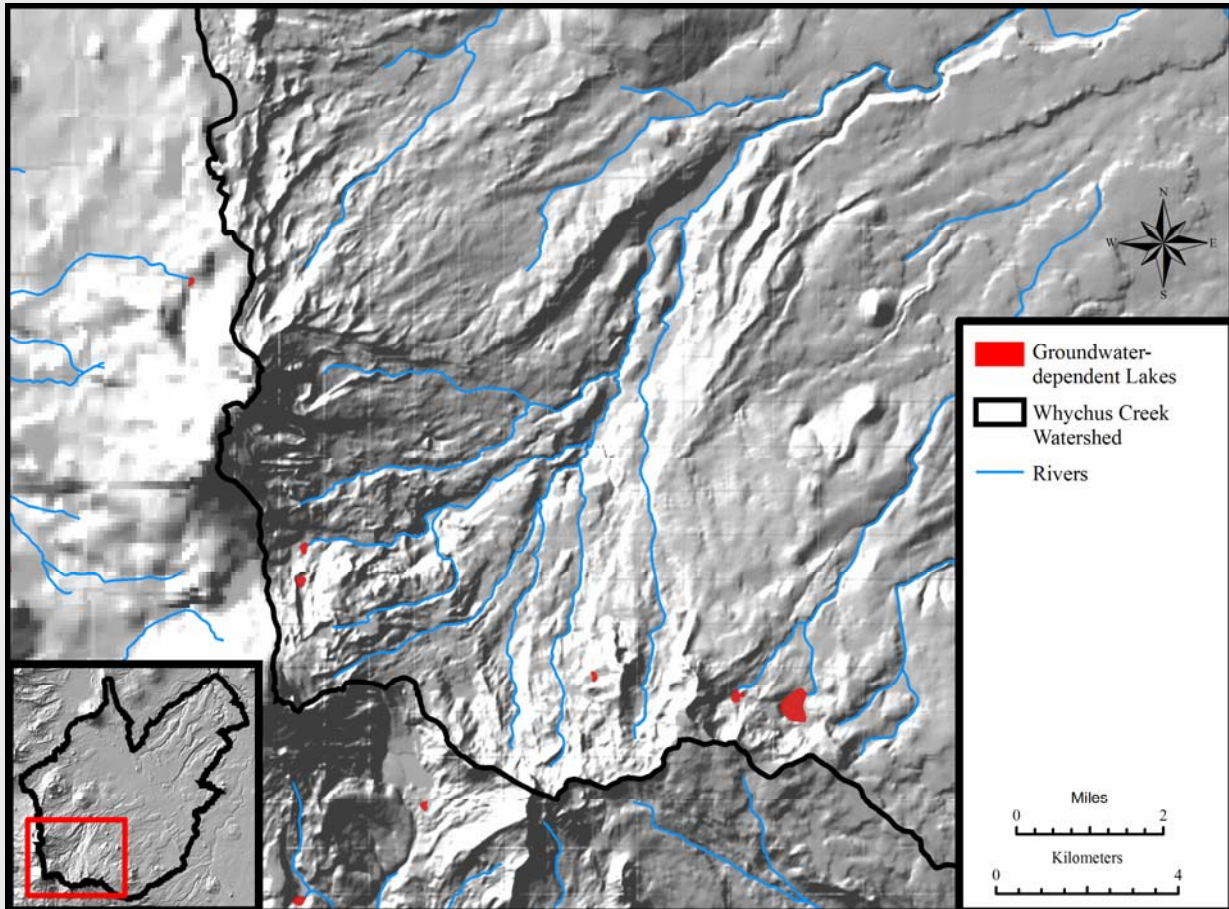 N
W
E
S
Groundwater-
dependent Lakes
Whychus Creek
Watershed
Rivers
Miles
0
2
Kilometers
0
4